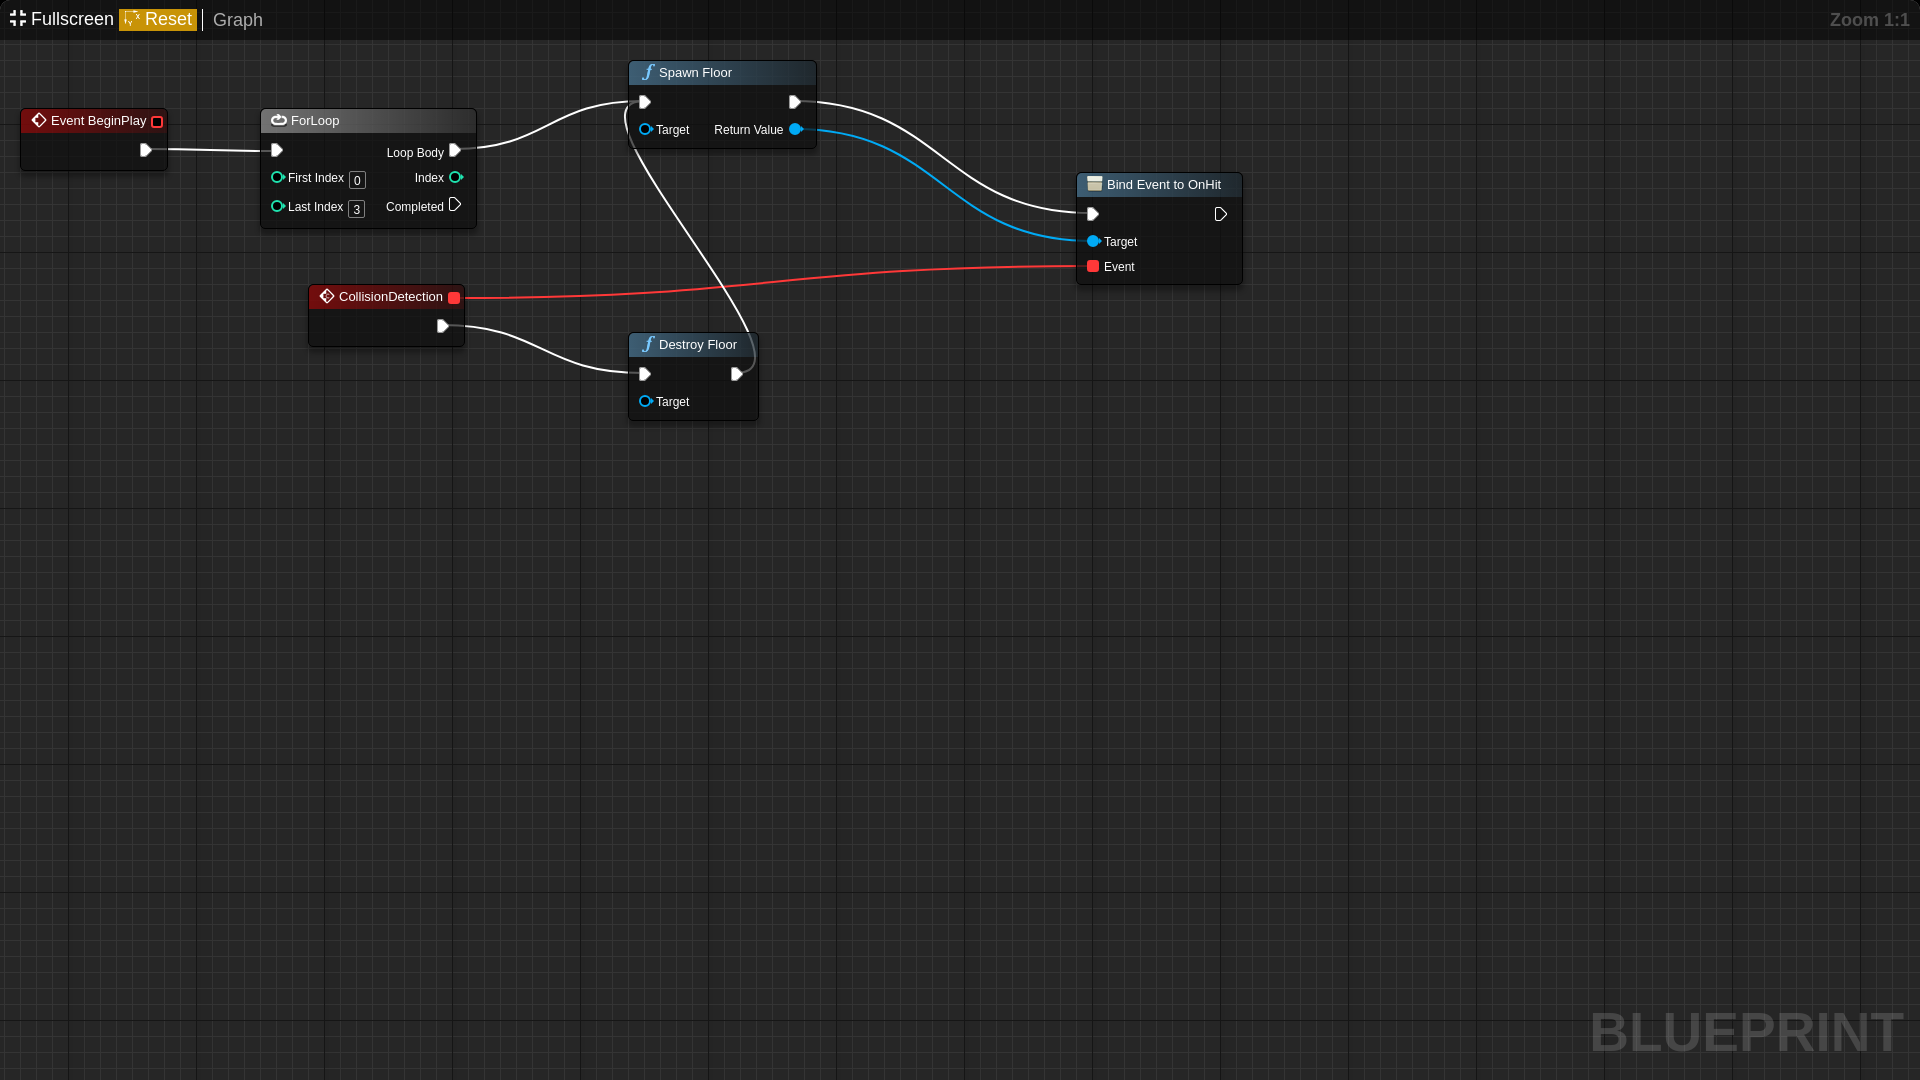 Fullscreen Reset Graph Zoom 1:1
Spawn Floor
Target Return Value
Event BeginPlay
ForLoop
Loop Body
First Index 0 Index
Last Index 3 Completed
Bind Event to OnHit
Target
Event
CollisionDetection
Destroy Floor
Target
BLUEPRINT